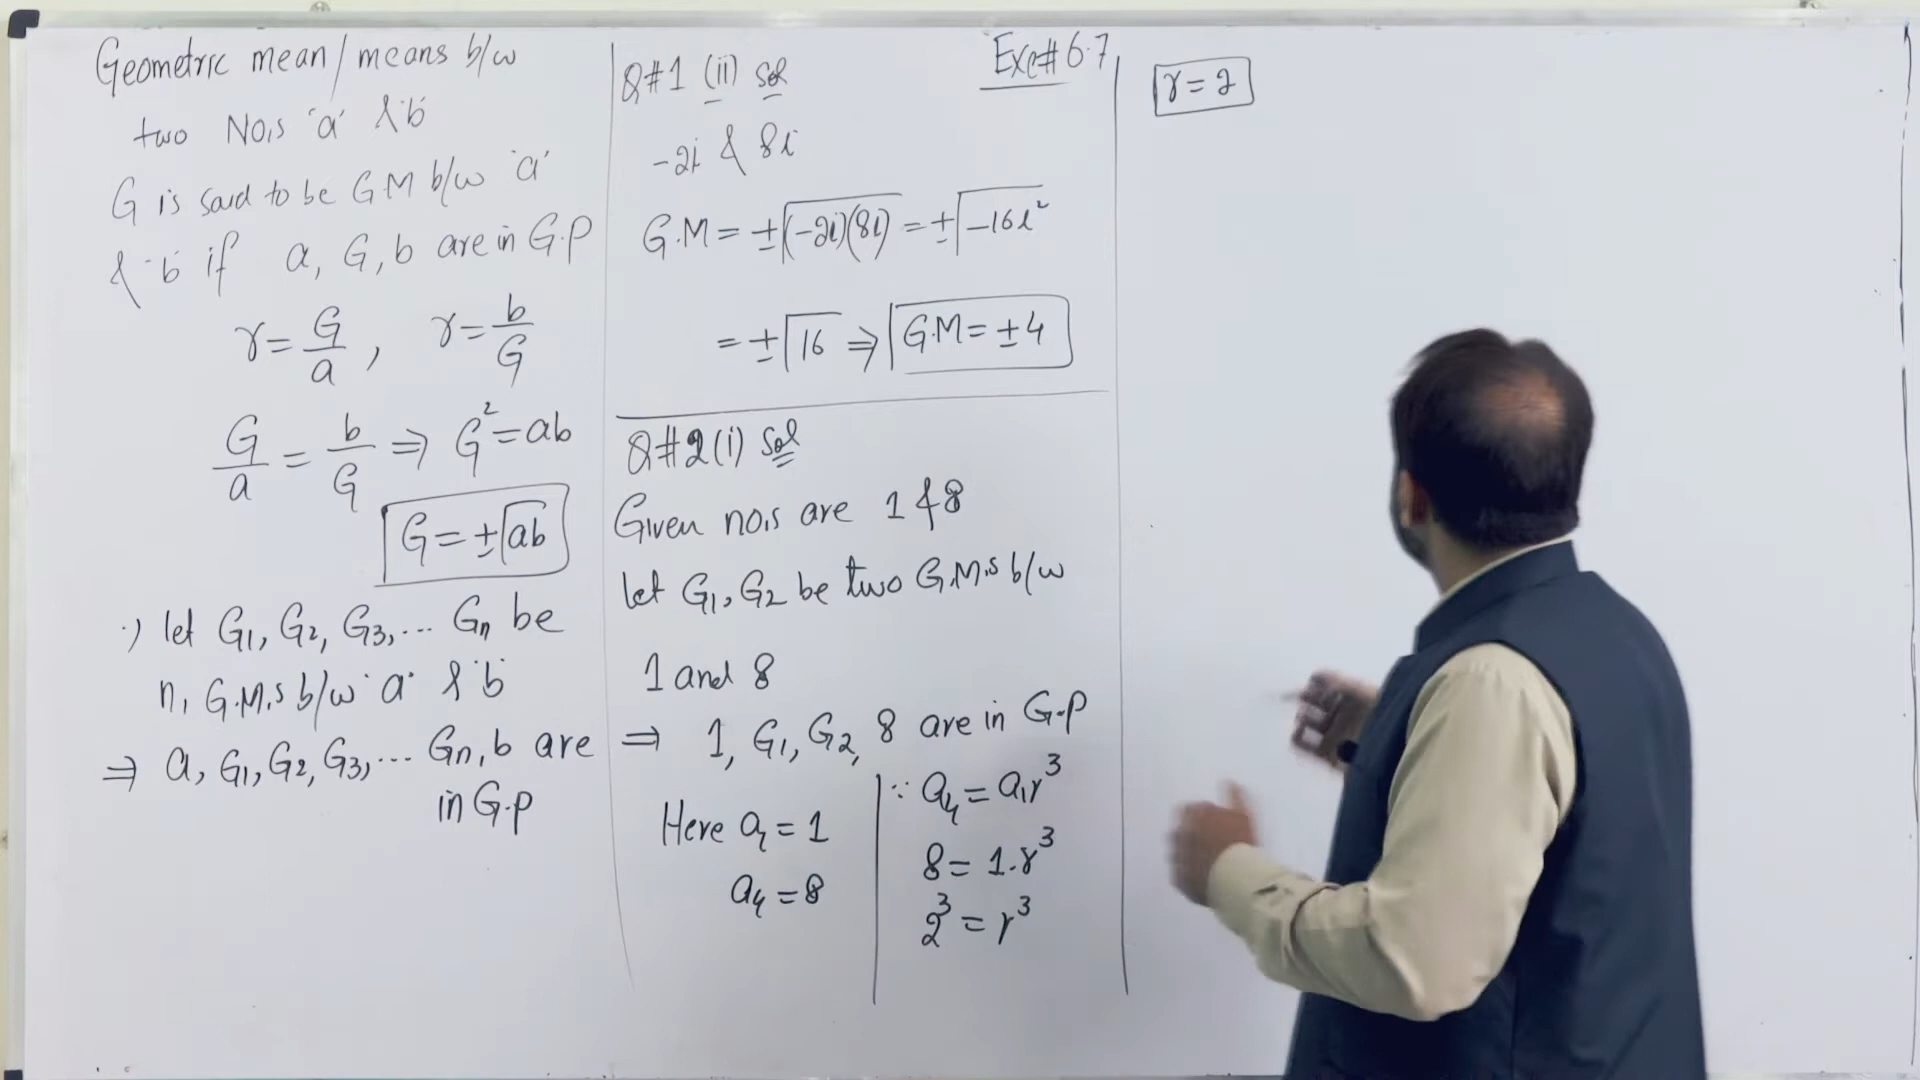 Geometric mean/means b/w
two No,s 'a' & 'b'
G is said to be G.M b/w 'a'
& 'b' if a, G, b are in G.P
r = G/a , r = b/G
G/a = b/G ⇒ G² = ab
G = ±√ab
·) let G₁, G₂, G₃, ... Gₙ be
n, G.M,s b/w 'a' & 'b'
⇒ a, G₁, G₂, G₃, ... Gₙ, b are
in G.p
Exe# 6.7
Q#1 (ii) Sol
-2i & 8i
G.M = ±√(-2i)(8i) = ±√-16i²
= ±√16 ⇒ G.M = ±4
Q#2(i) Sol
Given no,s are 1 & 8
let G₁, G₂ be two G.M,s b/w
1 and 8
⇒ 1, G₁, G₂, 8 are in G.p
Here a₁ = 1
a₄ = 8
∵ a₄ = a₁r³
8 = 1.r³
2³ = r³
r = 2